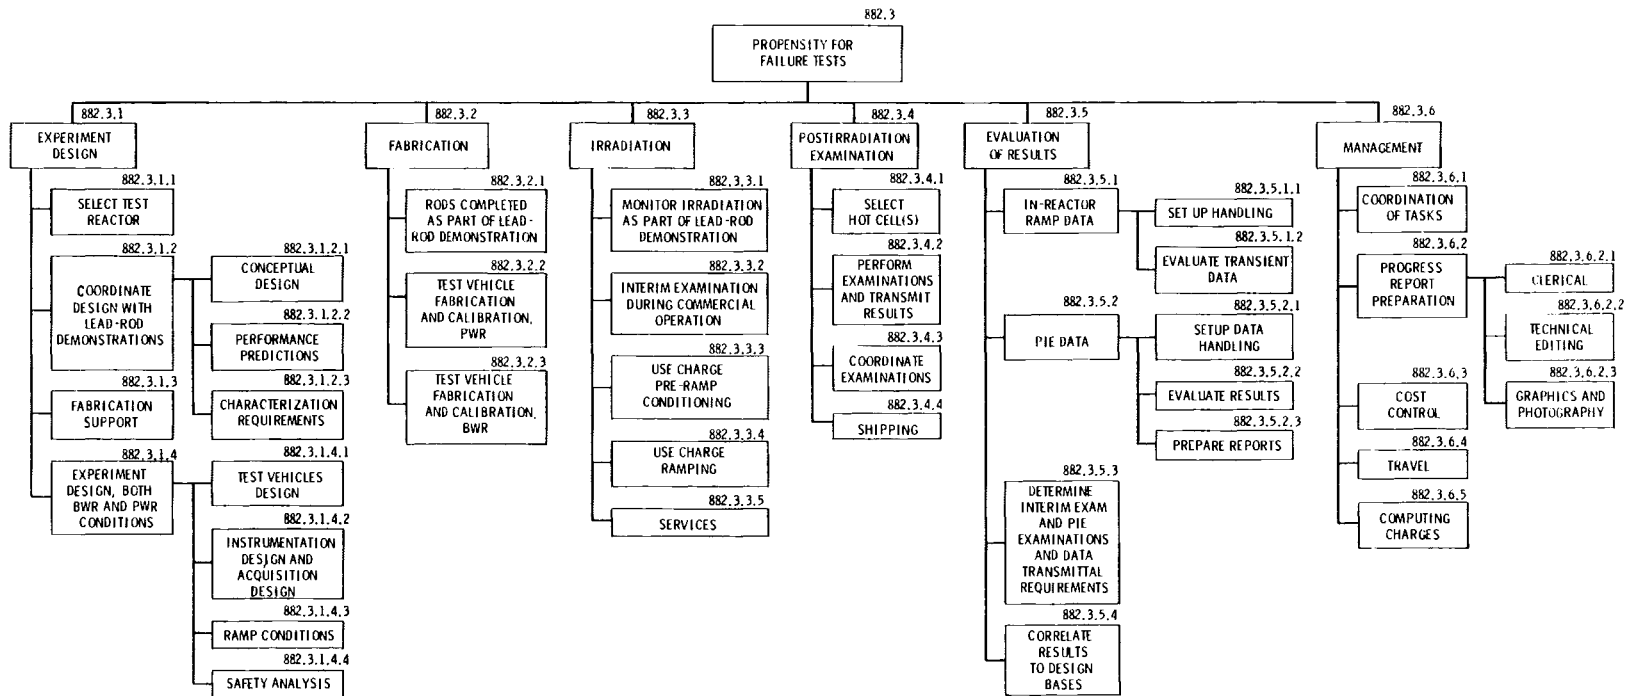 882.3
PROPENSITY FOR
FAILURE TESTS
882.3.1
EXPERIMENT
DESIGN
882.3.1.1
SELECT TEST
REACTOR
882.3.1.2
COORDINATE
DESIGN WITH
LEAD-ROD
DEMONSTRATIONS
882.3.1.2.1
CONCEPTUAL
DESIGN
882.3.1.2.2
PERFORMANCE
PREDICTIONS
882.3.1.2.3
CHARACTERIZATION
REQUIREMENTS
882.3.1.3
FABRICATION
SUPPORT
882.3.1.4
EXPERIMENT
DESIGN, BOTH
BWR AND PWR
CONDITIONS
882.3.1.4.1
TEST VEHICLES
DESIGN
882.3.1.4.2
INSTRUMENTATION
DESIGN AND
ACQUISITION
DESIGN
882.3.1.4.3
RAMP CONDITIONS
882.3.1.4.4
SAFETY ANALYSIS
882.3.2
FABRICATION
882.3.2.1
RODS COMPLETED
AS PART OF LEAD-
ROD DEMONSTRATION
882.3.2.2
TEST VEHICLE
FABRICATION
AND CALIBRATION,
PWR
882.3.2.3
TEST VEHICLE
FABRICATION
AND CALIBRATION,
BWR
882.3.3
IRRADIATION
882.3.3.1
MONITOR IRRADIATION
AS PART OF LEAD-ROD
DEMONSTRATION
882.3.3.2
INTERIM EXAMINATION
DURING COMMERCIAL
OPERATION
882.3.3.3
USE CHARGE
PRE-RAMP
CONDITIONING
882.3.3.4
USE CHARGE
RAMPING
882.3.3.5
SERVICES
882.3.4
POSTIRRADIATION
EXAMINATION
882.3.4.1
SELECT
HOT CELL(S)
882.3.4.2
PERFORM
EXAMINATIONS
AND TRANSMIT
RESULTS
882.3.4.3
COORDINATE
EXAMINATIONS
882.3.4.4
SHIPPING
882.3.5
EVALUATION
OF RESULTS
882.3.5.1
IN-REACTOR
RAMP DATA
882.3.5.1.1
SET UP HANDLING
882.3.5.1.2
EVALUATE TRANSIENT
DATA
882.3.5.2
PIE DATA
882.3.5.2.1
SETUP DATA
HANDLING
882.3.5.2.2
EVALUATE RESULTS
882.3.5.2.3
PREPARE REPORTS
882.3.5.3
DETERMINE
INTERIM EXAM
AND PIE
EXAMINATIONS
AND DATA
TRANSMITTAL
REQUIREMENTS
882.3.5.4
CORRELATE
RESULTS
TO DESIGN
BASES
882.3.6
MANAGEMENT
882.3.6.1
COORDINATION
OF TASKS
882.3.6.2
PROGRESS
REPORT
PREPARATION
882.3.6.2.1
CLERICAL
882.3.6.2.2
TECHNICAL
EDITING
882.3.6.2.3
GRAPHICS AND
PHOTOGRAPHY
882.3.6.3
COST
CONTROL
882.3.6.4
TRAVEL
882.3.6.5
COMPUTING
CHARGES